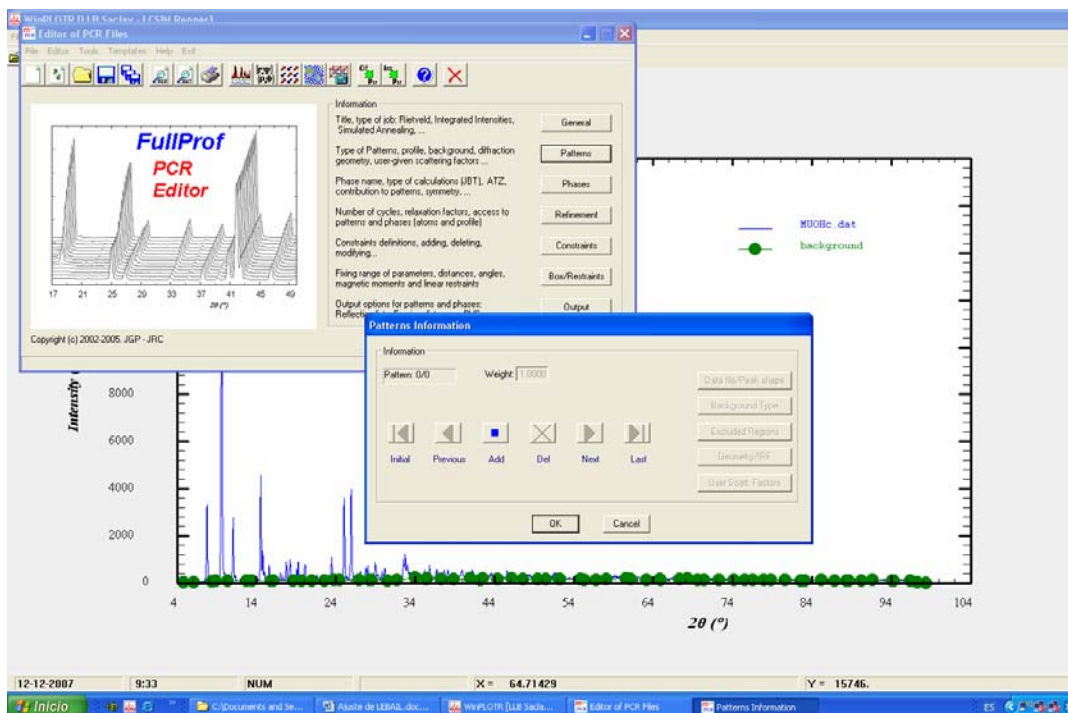 WinPLOTR [LLB Saclay - LCSIM Rennes]
Editor of PCR Files
File Editor Tools Templates Help Exit
FullProf
PCR
Editor
17 21 25 29 33 37 41 45 49
2θ (°)
Copyright (c) 2002-2005, JGP - JRC
Information
Title, type of job: Rietveld, Integrated Intensities,
Simulated Annealing, ...
General
Type of Patterns, profile, background, diffraction
geometry, user-given scattering factors ...
Patterns
Phase name, type of calculations (JBT), ATZ,
contribution to patterns, symmetry, ...
Phases
Number of cycles, relaxation factors, access to
patterns and phases (atoms and profile)
Refinement
Constraints definitions, adding, deleting,
modifying...
Constraints
Fixing range of parameters, distances, angles,
magnetic moments and linear restraints
Box/Restraints
Output options for patterns and phases:
Output
MUOHc.dat
background
Patterns Information
Information
Pattern: 0/0
Weight: 1.0000
Data file/Peak shape
Background Type
Excluded Regions
Geometry/IRF
User Scatt. Factors
Initial Previous Add Del Next Last
OK Cancel
Intensity
8000
6000
4000
2000
0
4 14 24 34 44 54 64 74 84 94 104
2θ (°)
12-12-2007 9:33 NUM X = 64.71429 Y = 15746.
Inicio C:\Documents and Se... Ajuste de LEBAIL.doc... WinPLOTR [LLB Sacla... Editor of PCR Files Patterns Information ES